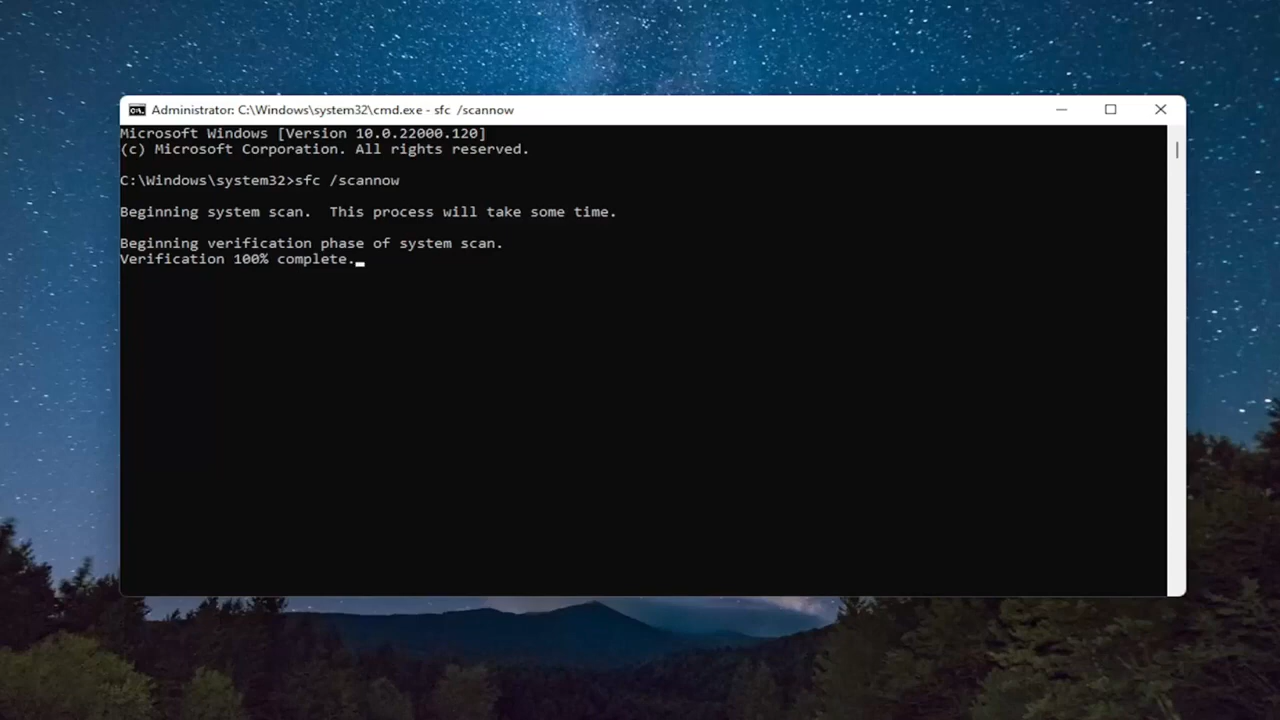 Administrator: C:\Windows\system32\cmd.exe - sfc  /scannow
Microsoft Windows [Version 10.0.22000.120]
(c) Microsoft Corporation. All rights reserved.
C:\Windows\system32>sfc /scannow
Beginning system scan.  This process will take some time.
Beginning verification phase of system scan.
Verification 100% complete.